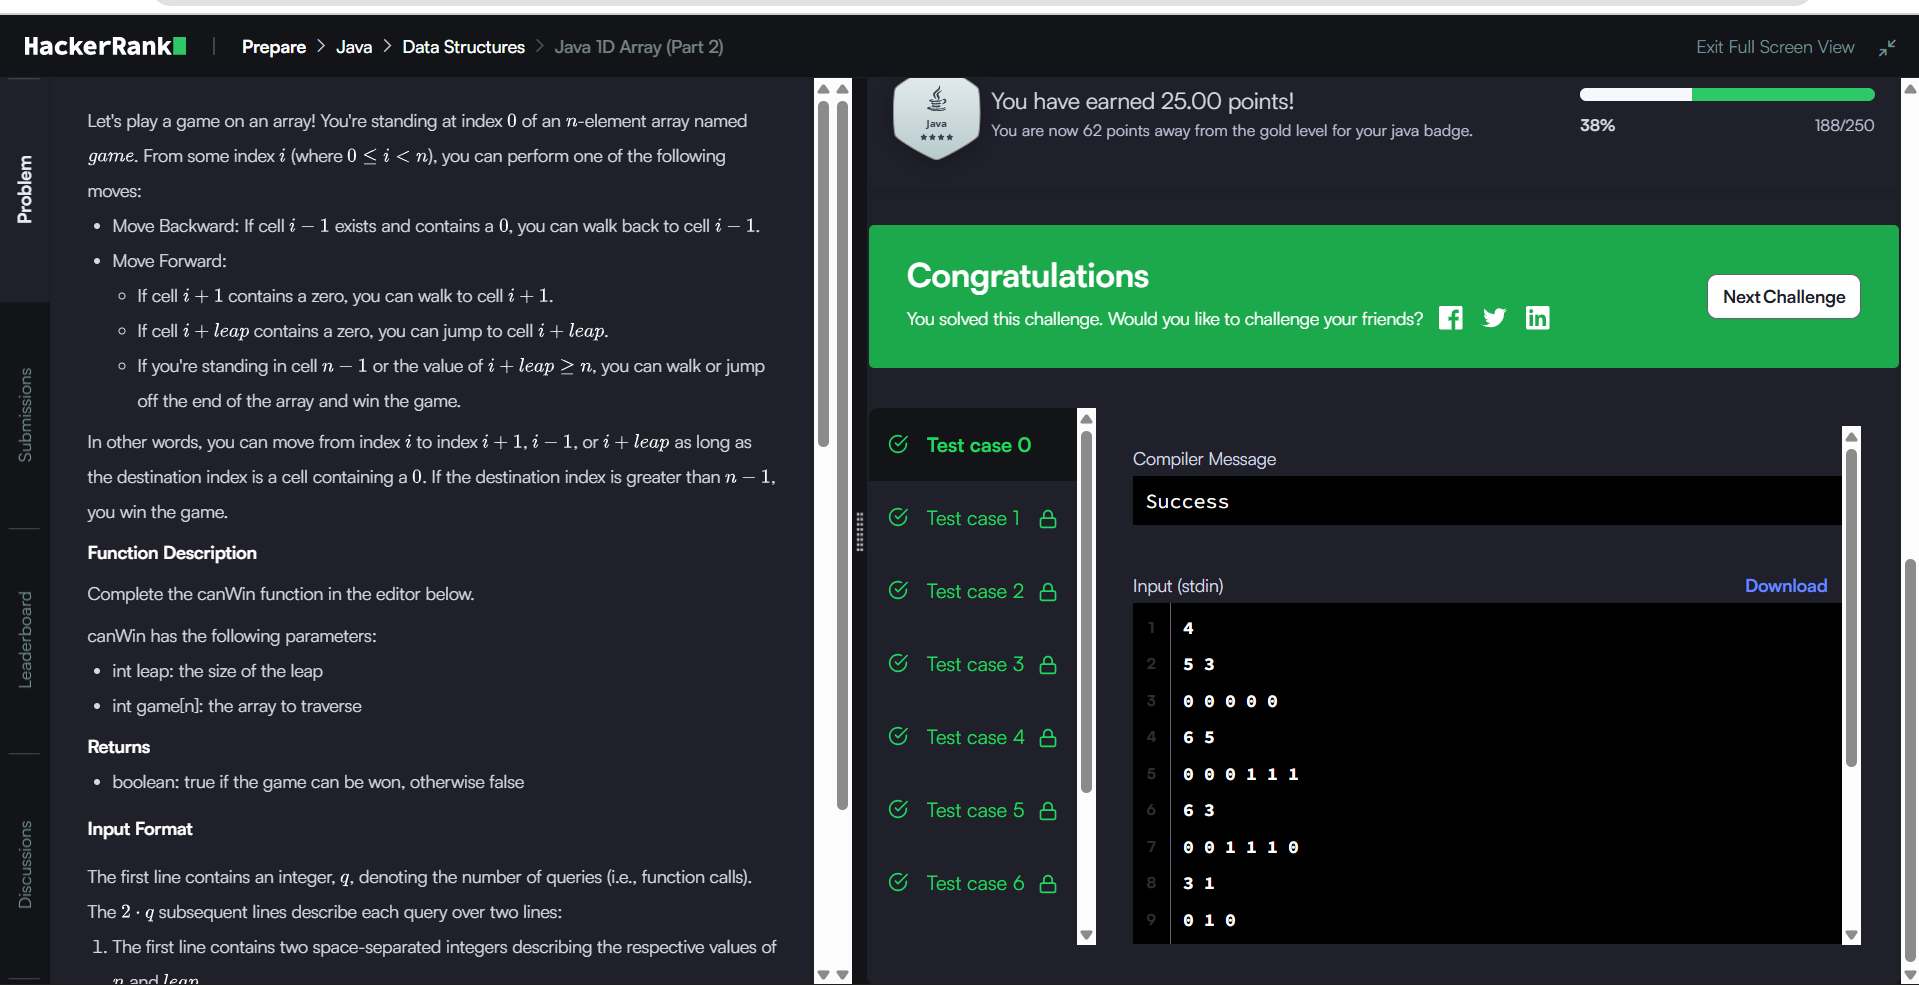 HackerRank
Prepare > Java > Data Structures > Java 1D Array (Part 2)
Exit Full Screen View
Problem
Submissions
Leaderboard
Discussions
Let's play a game on an array! You're standing at index 0 of an n-element array named
game. From some index i (where 0 ≤ i < n), you can perform one of the following
moves:
• Move Backward: If cell i − 1 exists and contains a 0, you can walk back to cell i − 1.
• Move Forward:
◦ If cell i + 1 contains a zero, you can walk to cell i + 1.
◦ If cell i + leap contains a zero, you can jump to cell i + leap.
◦ If you're standing in cell n − 1 or the value of i + leap ≥ n, you can walk or jump
off the end of the array and win the game.
In other words, you can move from index i to index i + 1, i − 1, or i + leap as long as
the destination index is a cell containing a 0. If the destination index is greater than n − 1,
you win the game.
Function Description
Complete the canWin function in the editor below.
canWin has the following parameters:
• int leap: the size of the leap
• int game[n]: the array to traverse
Returns
• boolean: true if the game can be won, otherwise false
Input Format
The first line contains an integer, q, denoting the number of queries (i.e., function calls).
The 2 · q subsequent lines describe each query over two lines:
1. The first line contains two space-separated integers describing the respective values of
n and leap
Java
You have earned 25.00 points!
You are now 62 points away from the gold level for your java badge.
38%
188/250
Congratulations
You solved this challenge. Would you like to challenge your friends?
Next Challenge
Test case 0
Test case 1
Test case 2
Test case 3
Test case 4
Test case 5
Test case 6
Compiler Message
Success
Input (stdin)
Download
1 4
2 5 3
3 0 0 0 0 0
4 6 5
5 0 0 0 1 1 1
6 6 3
7 0 0 1 1 1 0
8 3 1
9 0 1 0